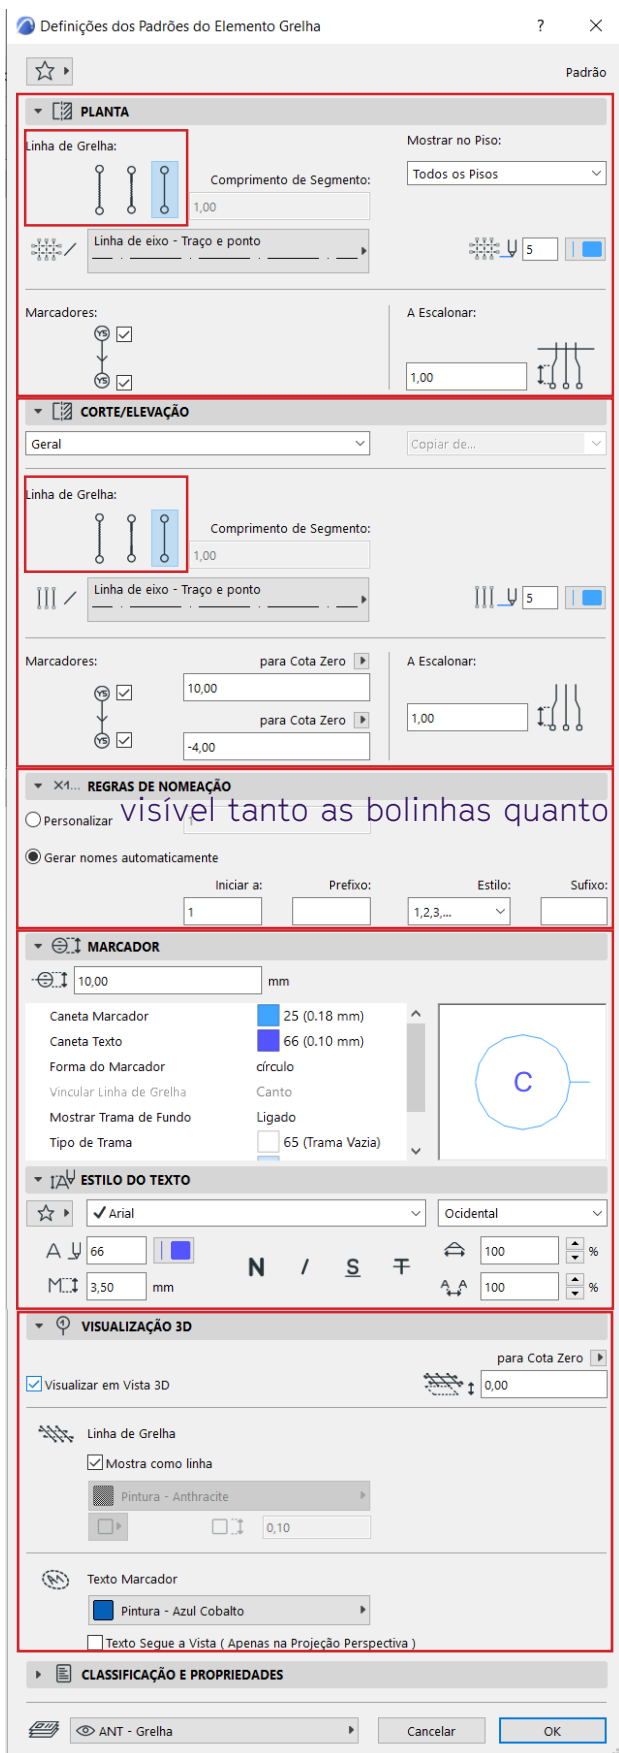 Definições dos Padrões do Elemento Grelha ?
Padrão
PLANTA
Linha de Grelha: Mostrar no Piso:
Comprimento de Segmento: Todos os Pisos
1,00
Linha de eixo - Traço e ponto 5
Marcadores: A Escalonar:
1,00
CORTE/ELEVAÇÃO
Geral Copiar de...
Linha de Grelha:
Comprimento de Segmento:
1,00
Linha de eixo - Traço e ponto 5
Marcadores: para Cota Zero A Escalonar:
10,00
para Cota Zero 1,00
-4,00
X1... REGRAS DE NOMEAÇÃO
visível tanto as bolinhas quanto
Personalizar 1
Gerar nomes automaticamente
Iniciar a: Prefixo: Estilo: Sufixo:
1 1,2,3,...
MARCADOR
10,00 mm
Caneta Marcador 25 (0.18 mm)
Caneta Texto 66 (0.10 mm)
Forma do Marcador círculo
Vincular Linha de Grelha Canto
Mostrar Trama de Fundo Ligado
Tipo de Trama 65 (Trama Vazia)
C
ESTILO DO TEXTO
Arial Ocidental
66 N I S T 100 %
3,50 mm 100 %
VISUALIZAÇÃO 3D
para Cota Zero
Visualizar em Vista 3D 0,00
Linha de Grelha
Mostra como linha
Pintura - Anthracite
0,10
Texto Marcador
Pintura - Azul Cobalto
Texto Segue a Vista ( Apenas na Projeção Perspectiva )
CLASSIFICAÇÃO E PROPRIEDADES
ANT - Grelha Cancelar OK